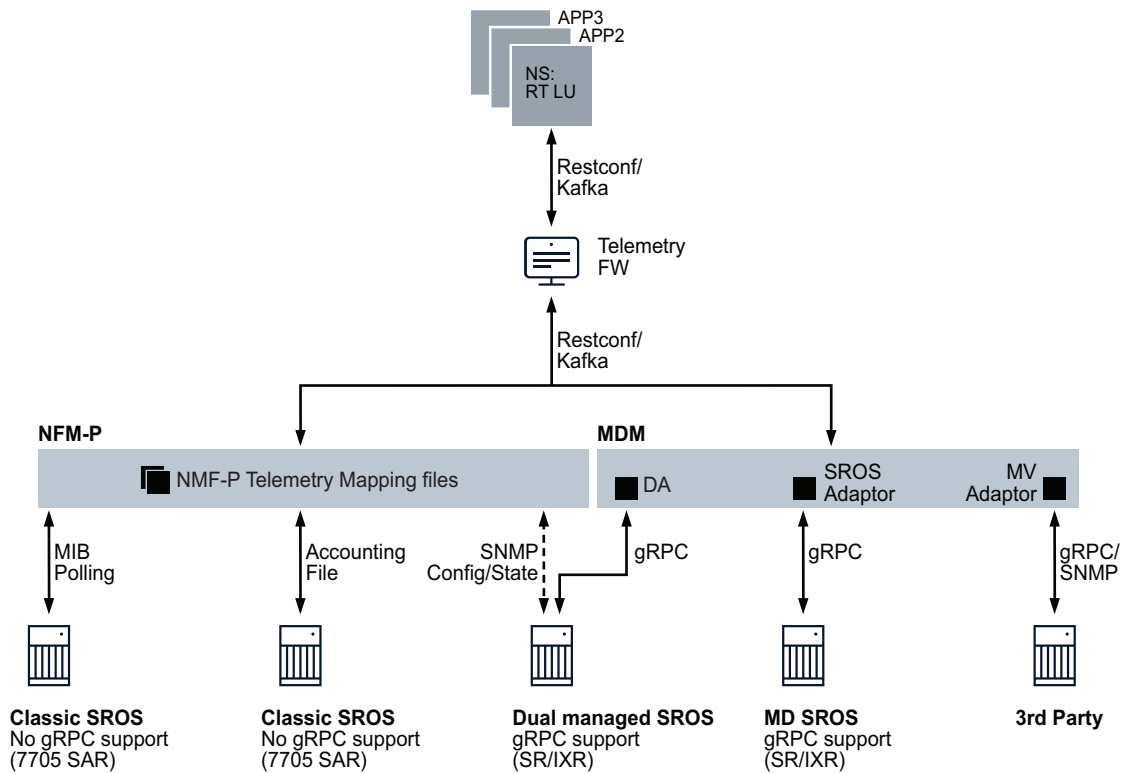 APP3
APP2
NS:
RT LU
Restconf/
Kafka
Telemetry
FW
Restconf/
Kafka
NFM-P
MDM
NMF-P Telemetry Mapping files
DA
SROS
Adaptor
MV
Adaptor
MIB
Polling
Accounting
File
SNMP
Config/State
gRPC
gRPC
gRPC/
SNMP
Classic SROS
No gRPC support
(7705 SAR)
Classic SROS
No gRPC support
(7705 SAR)
Dual managed SROS
gRPC support
(SR/IXR)
MD SROS
gRPC support
(SR/IXR)
3rd Party